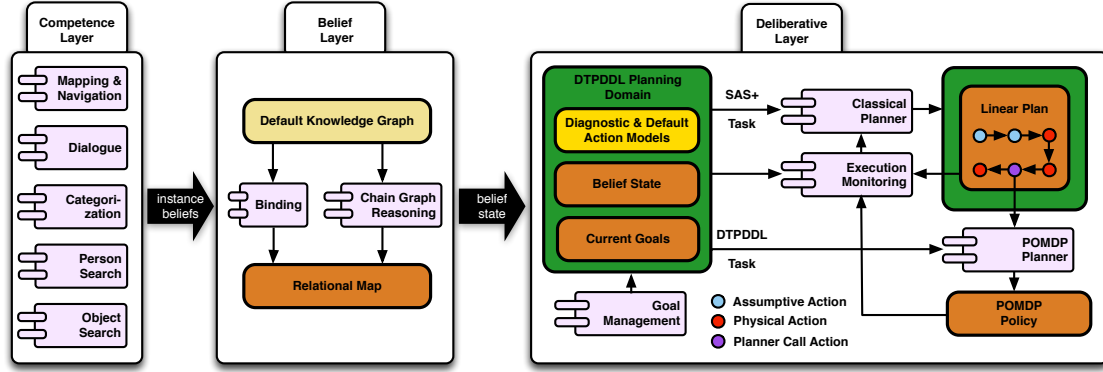 Competence
Layer
Mapping &
Navigation
Dialogue
Categori-
zation
Person
Search
Object
Search
instance
beliefs
Belief
Layer
Default Knowledge Graph
Binding
Chain Graph
Reasoning
Relational Map
belief
state
Deliberative
Layer
DTPDDL Planning
Domain
Diagnostic & Default
Action Models
Belief State
Current Goals
Goal
Management
SAS+
Task
DTPDDL
Task
Classical
Planner
Execution
Monitoring
Linear Plan
POMDP
Planner
POMDP
Policy
Assumptive Action
Physical Action
Planner Call Action